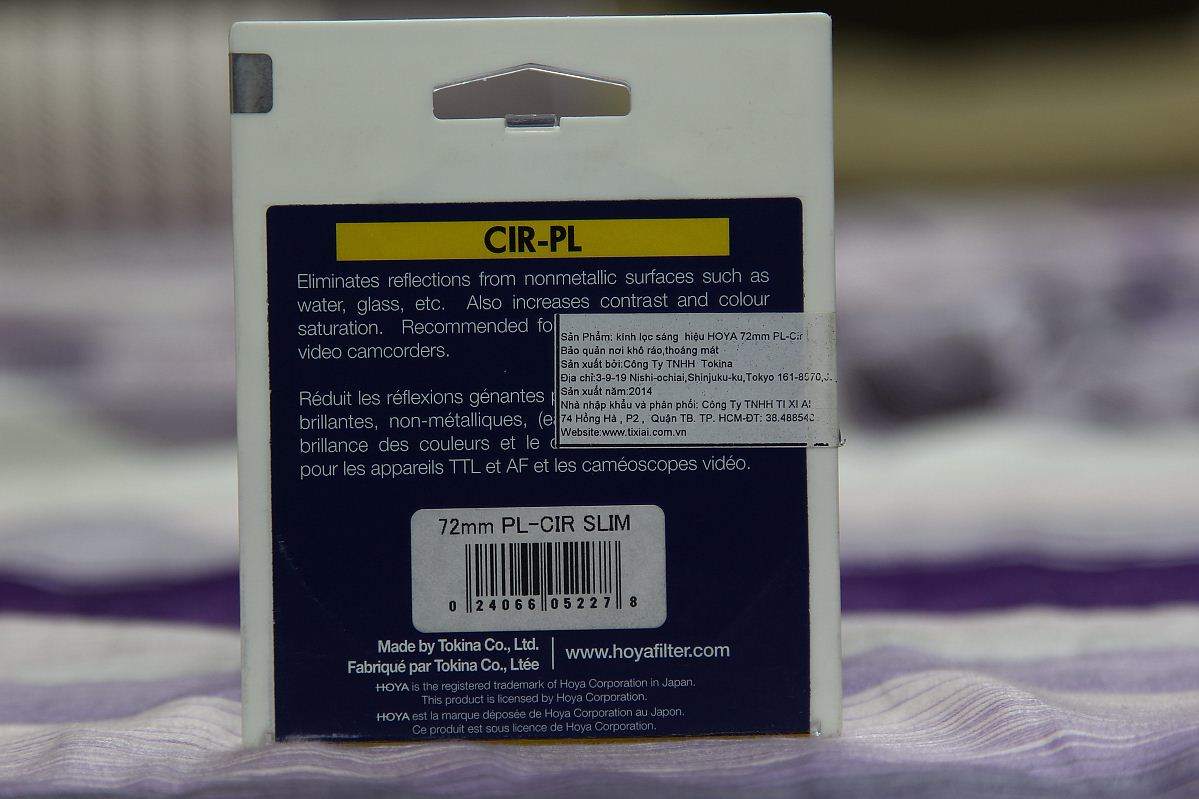 CIR-PL
Eliminates reflections from nonmetallic surfaces such as
water, glass, etc. Also increases contrast and colour
saturation. Recommended
video camcorders.
Réduit les réflexions génantes
brillantes, non-métalliques,
brillance des couleurs et le
pour les appareils TTL et AF et les caméoscopes vidéo.
Sản Phẩm: kính lọc sáng hiệu HOYA 72mm PL-Cir
Bảo quản nơi khô ráo,thoáng mát
Sản xuất bởi:Công Ty TNHH Tokina
Địa chỉ:3-9-19 Nishi-ochiai,Shinjuku-ku,Tokyo 161-8570,
Sản xuất năm:2014
Nhà nhập khẩu và phân phối: Công Ty TNHH TI XI AI
74 Hồng Hà , P2 , Quận TB. TP. HCM-ĐT:
Website:www.tixiai.com.vn
72mm PL-CIR SLIM
0 24066 05227 8
Made by Tokina Co., Ltd.
Fabriqué par Tokina Co., Ltée
www.hoyafilter.com
HOYA is the registered trademark of Hoya Corporation in Japan.
This product is licensed by Hoya Corporation.
HOYA est la marque déposée de Hoya Corporation au Japon.
Ce produit est sous licence de Hoya Corporation.